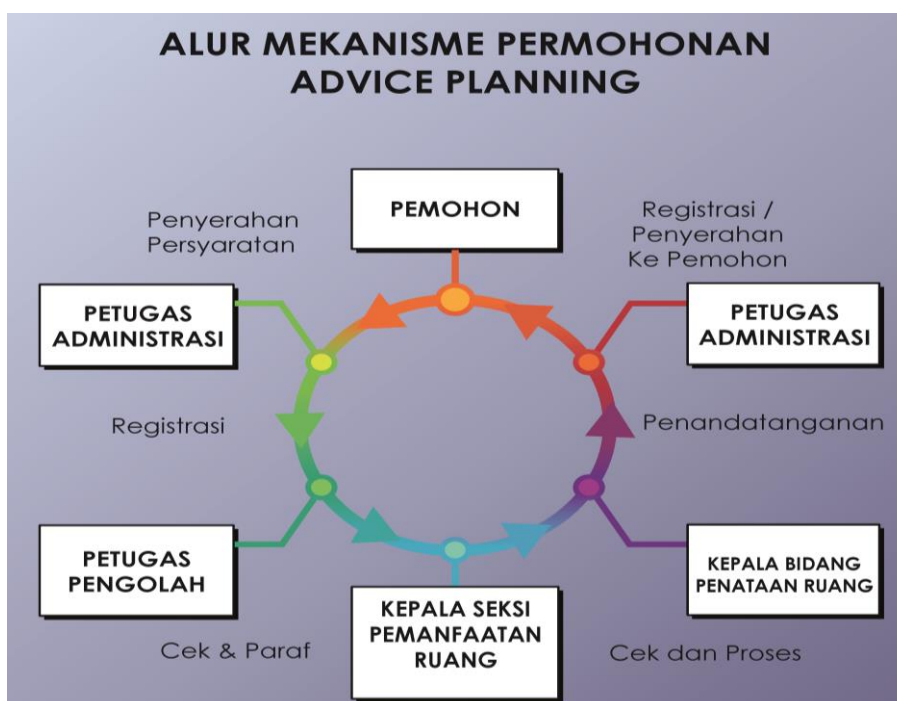 ALUR MEKANISME PERMOHONAN
ADVICE PLANNING
PEMOHON
Penyerahan
Persyaratan
PETUGAS
ADMINISTRASI
Registrasi
PETUGAS
PENGOLAH
Cek & Paraf
KEPALA SEKSI
PEMANFAATAN
RUANG
Cek dan Proses
KEPALA BIDANG
PENATAAN RUANG
Penandatanganan
PETUGAS
ADMINISTRASI
Registrasi /
Penyerahan
Ke Pemohon